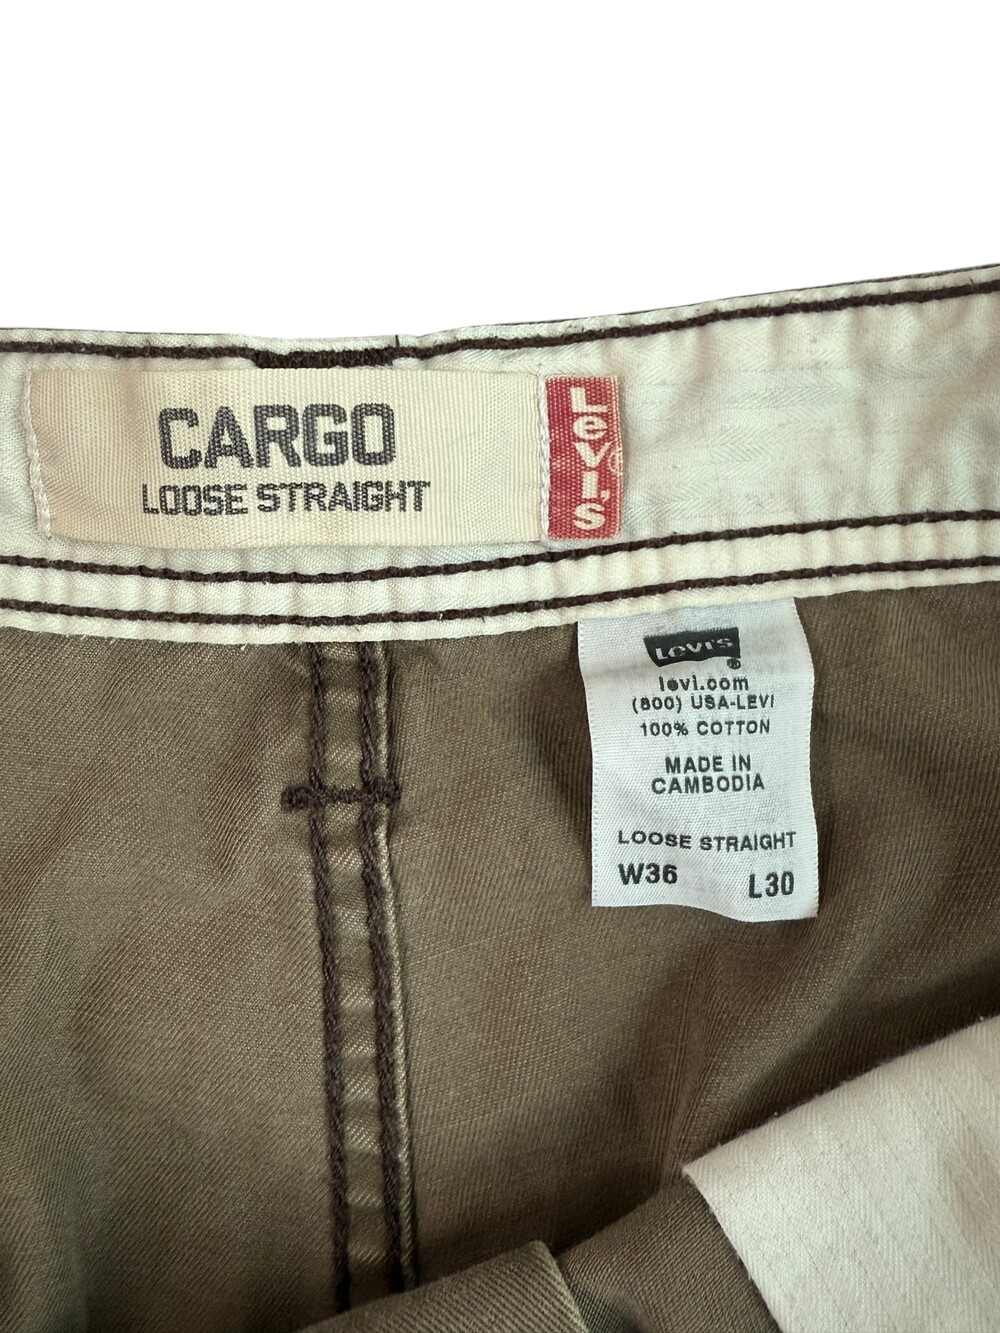 CARGO
LOOSE STRAIGHT
LEVI'S
Levi's
®
levi.com
(800) USA-LEVI
100% COTTON
MADE IN
CAMBODIA
LOOSE STRAIGHT
W36 L30